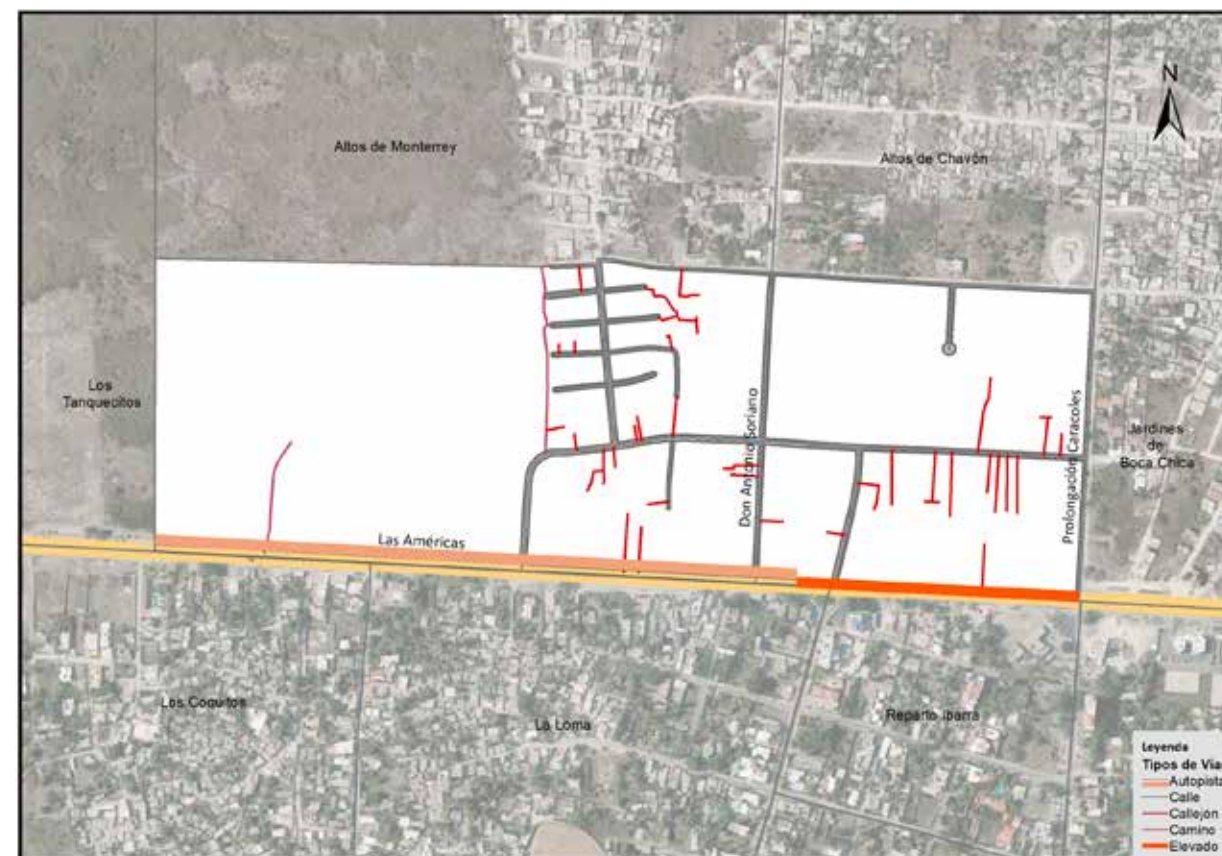 N
Altos de Monterrey
Altos de Chavón
Los
Tanquecitos
Don Antonio Soriano
Prolongación Caracoles
Jardines
de
Boca Chica
Las Américas
Los Coquitos
La Loma
Reparto Ibarra
Leyenda
Tipos de Vía
Autopista
Calle
Callejón
Camino
Elevado